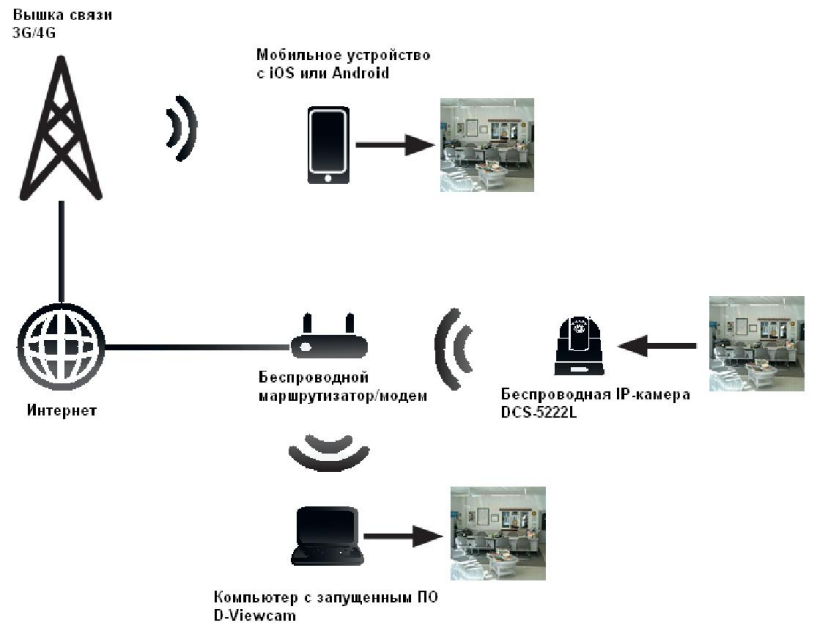 Вышка связи
3G/4G
Мобильное устройство
с iOS или Android
Интернет
Беспроводной
маршрутизатор/модем
Беспроводная IP-камера
DCS-5222L
Компьютер с запущенным ПО
D-Viewcam